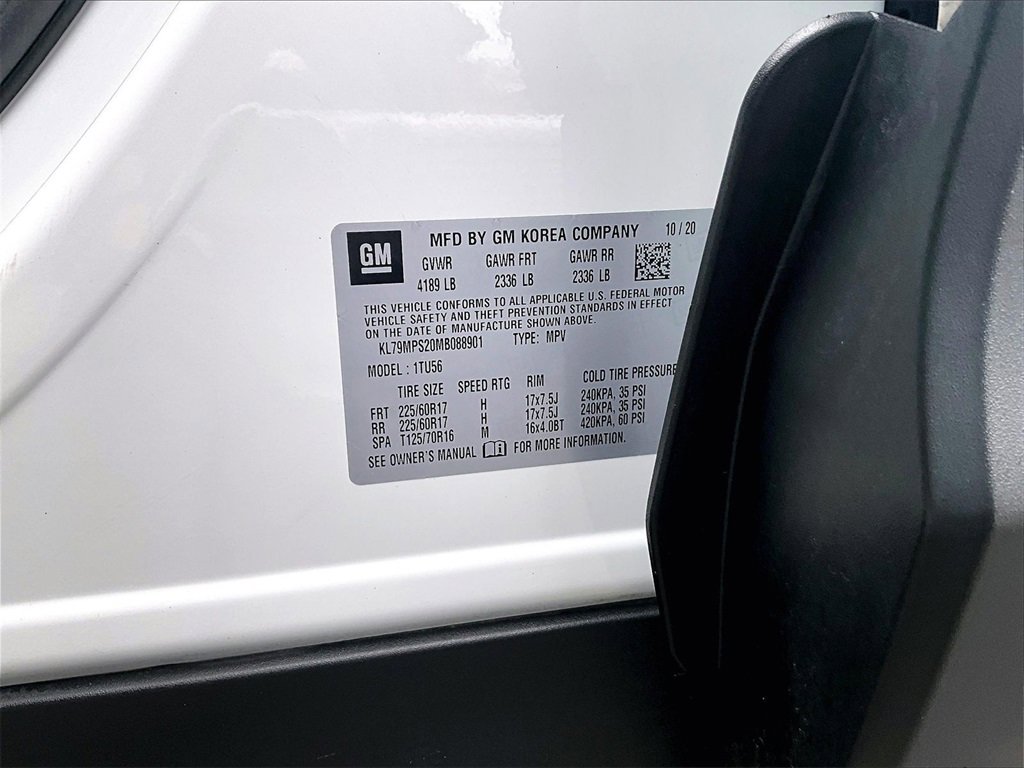 GM
MFD BY GM KOREA COMPANY 10 / 20
GVWR GAWR FRT GAWR RR
4189 LB 2336 LB 2336 LB
THIS VEHICLE CONFORMS TO ALL APPLICABLE U.S. FEDERAL MOTOR
VEHICLE SAFETY AND THEFT PREVENTION STANDARDS IN EFFECT
ON THE DATE OF MANUFACTURE SHOWN ABOVE.
KL79MPS20MB088901 TYPE: MPV
MODEL : 1TU56
TIRE SIZE SPEED RTG RIM COLD TIRE PRESSURE
FRT 225/60R17 H 17x7.5J 240KPA, 35 PSI
RR 225/60R17 H 17x7.5J 240KPA, 35 PSI
SPA T125/70R16 M 16x4.0BT 420KPA, 60 PSI
SEE OWNER'S MANUAL FOR MORE INFORMATION.